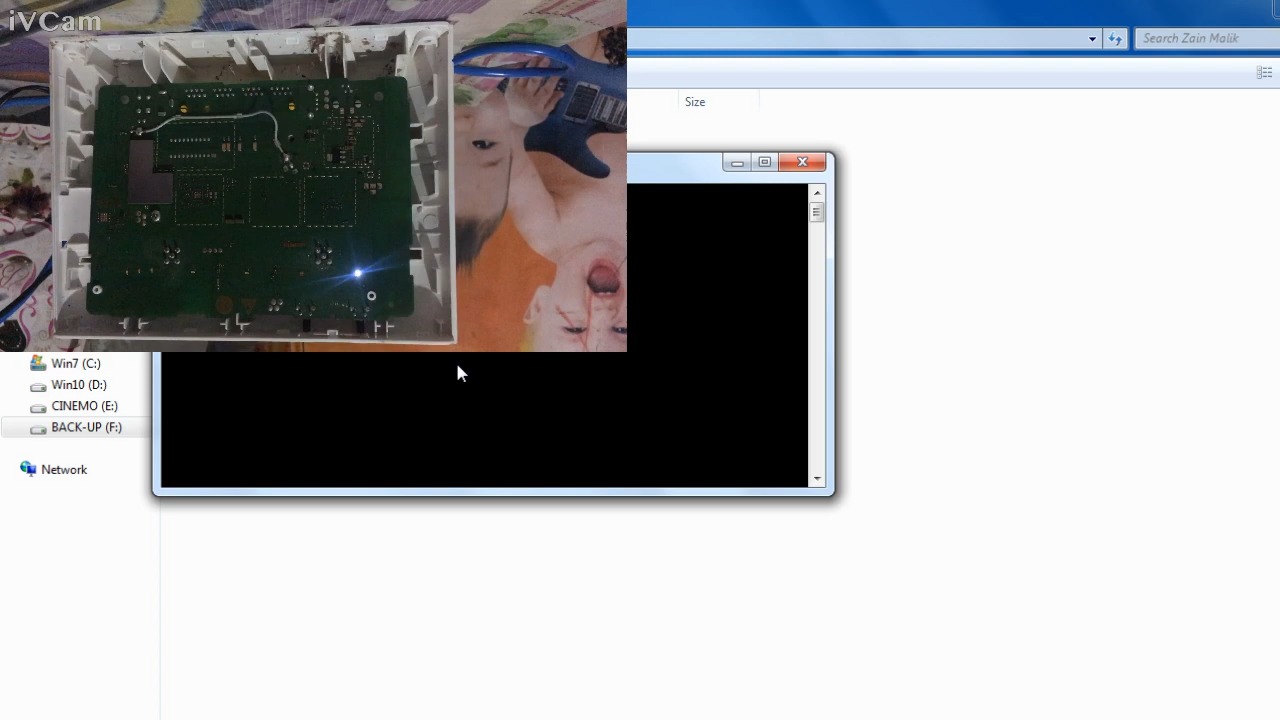 iVCam
Search Zain Malik
Size
Win7 (C:)
Win10 (D:)
CINEMO (E:)
BACK-UP (F:)
Network